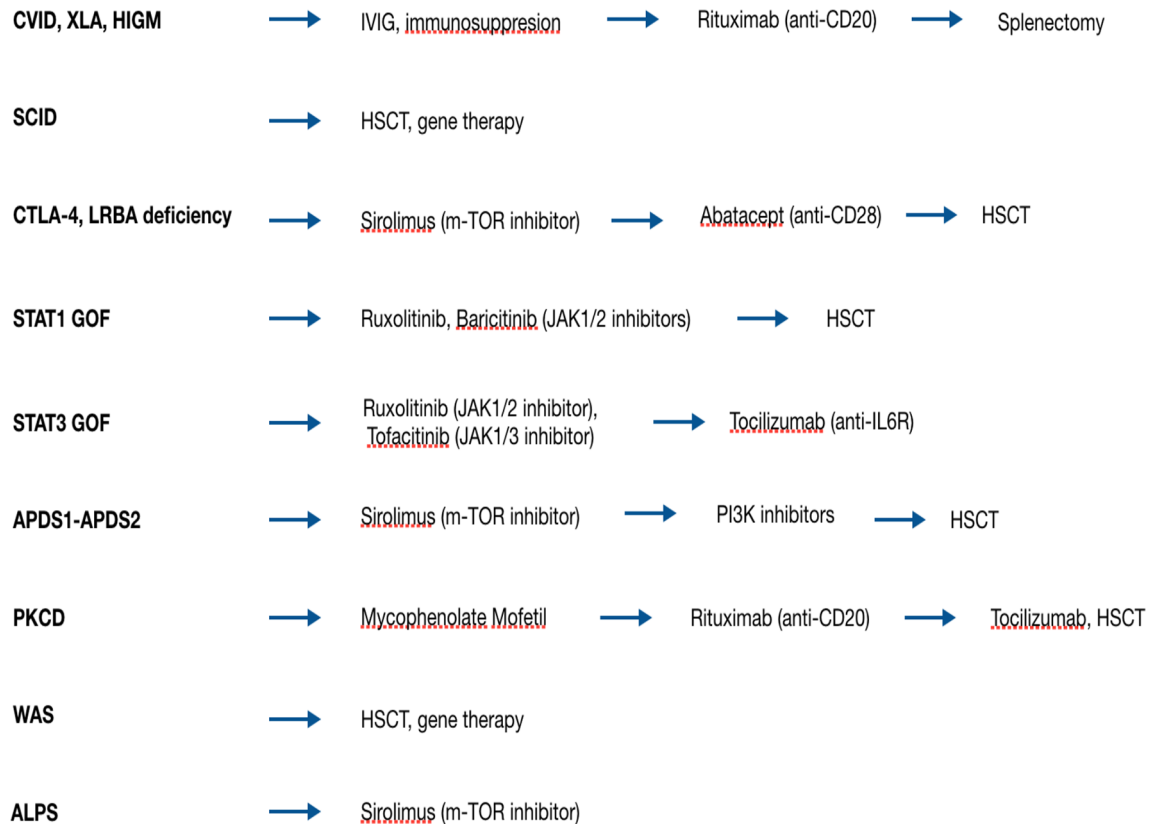 CVID, XLA, HIGM IVIG, immunosuppresion Rituximab (anti-CD20) Splenectomy
SCID HSCT, gene therapy
CTLA-4, LRBA deficiency Sirolimus (m-TOR inhibitor) Abatacept (anti-CD28) HSCT
STAT1 GOF Ruxolitinib, Baricitinib (JAK1/2 inhibitors) HSCT
STAT3 GOF Ruxolitinib (JAK1/2 inhibitor), Tocilizumab (anti-IL6R)
Tofacitinib (JAK1/3 inhibitor)
APDS1-APDS2 Sirolimus (m-TOR inhibitor) PI3K inhibitors HSCT
PKCD Mycophenolate Mofetil Rituximab (anti-CD20) Tocilizumab, HSCT
WAS HSCT, gene therapy
ALPS Sirolimus (m-TOR inhibitor)